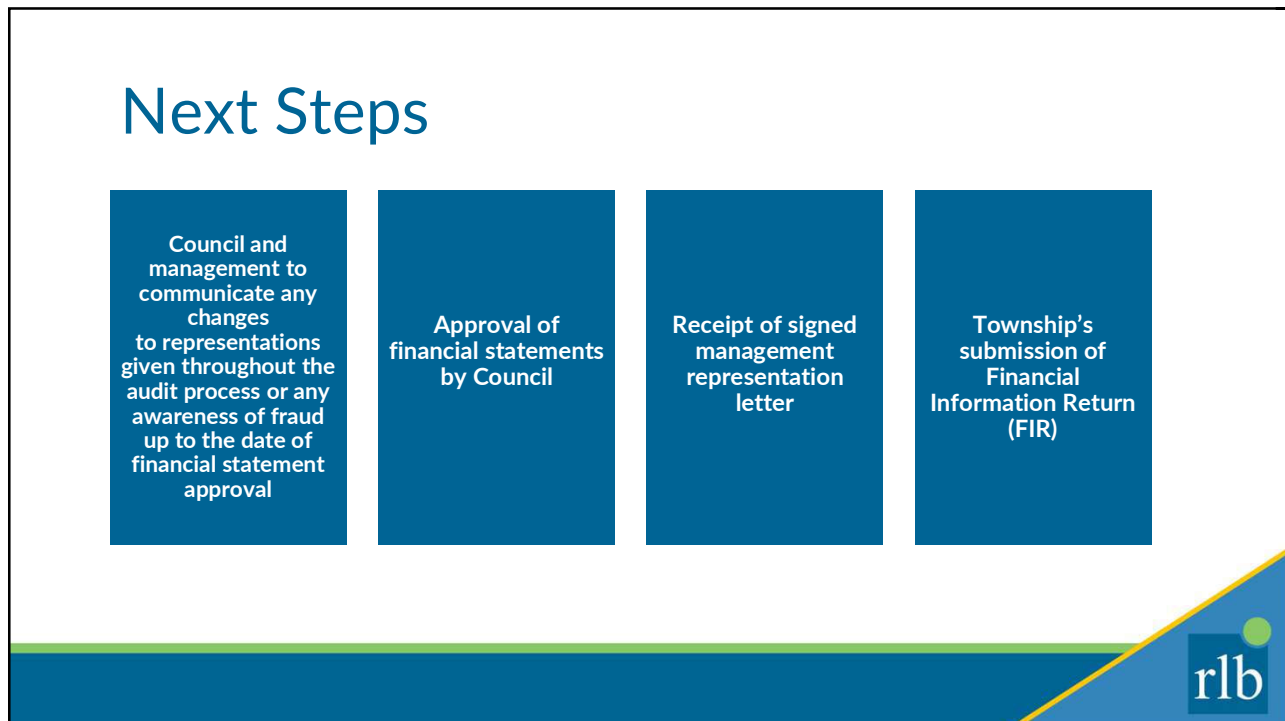 Next Steps
Council and
management to
communicate any
changes
to representations
given throughout the
audit process or any
awareness of fraud
up to the date of
financial statement
approval
Approval of
financial statements
by Council
Receipt of signed
management
representation
letter
Township’s
submission of
Financial
Information Return
(FIR)
rlb